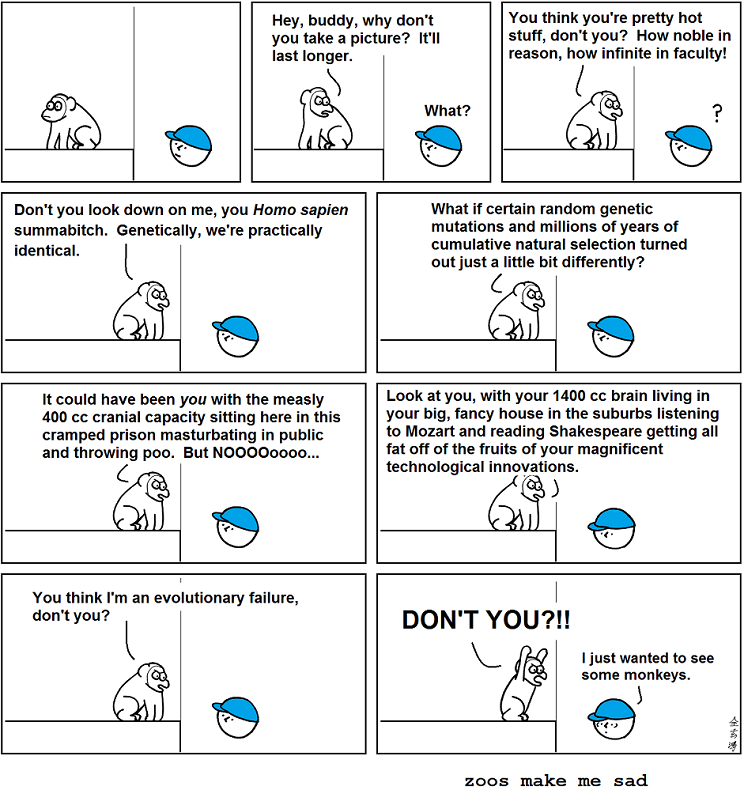 Hey, buddy, why don't
you take a picture?  It'll
last longer.
What?
You think you're pretty hot
stuff, don't you?  How noble in
reason, how infinite in faculty!
?
Don't you look down on me, you Homo sapien
summabitch.  Genetically, we're practically
identical.
What if certain random genetic
mutations and millions of years of
cumulative natural selection turned
out just a little bit differently?
It could have been you with the measly
400 cc cranial capacity sitting here in this
cramped prison masturbating in public
and throwing poo.  But NOOOOoooo...
Look at you, with your 1400 cc brain living in
your big, fancy house in the suburbs listening
to Mozart and reading Shakespeare getting all
fat off of the fruits of your magnificent
technological innovations.
You think I'm an evolutionary failure,
don't you?
DON'T YOU?!!
I just wanted to see
some monkeys.
zoos make me sad